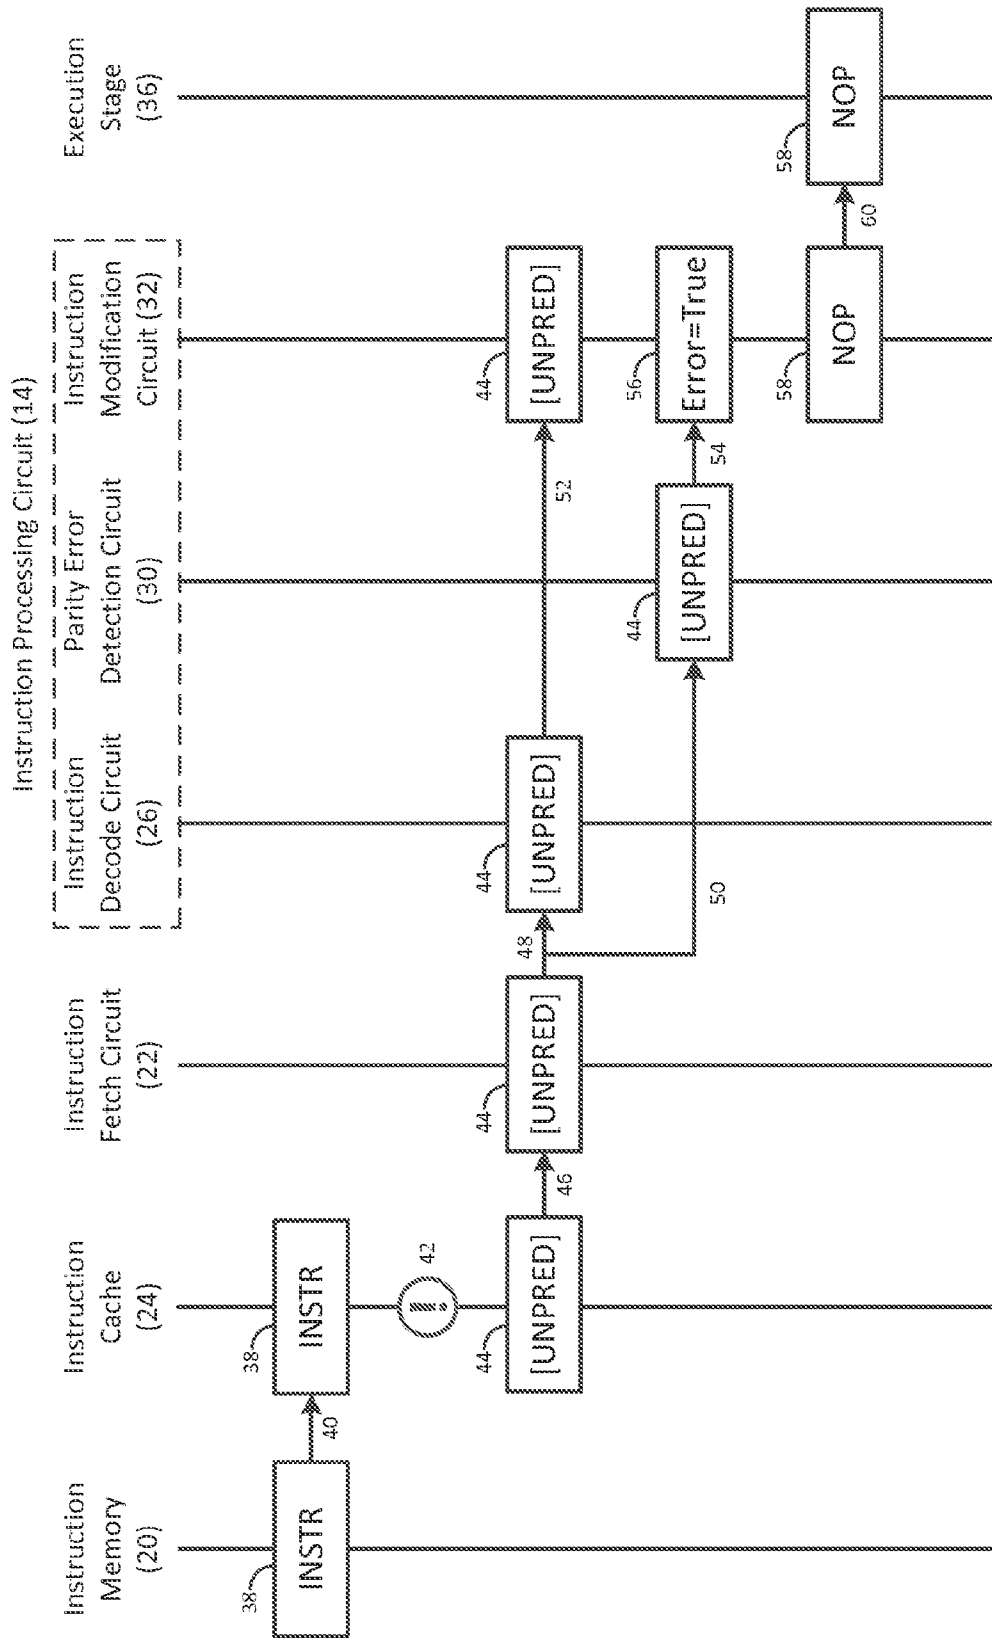 Instruction Processing Circuit (14)
Instruction
Memory
(20)
Instruction
Cache
(24)
Instruction
Fetch Circuit
(22)
Instruction
Decode Circuit
(26)
Parity Error
Detection Circuit
(30)
Instruction
Modification
Circuit (32)
Execution
Stage
(36)
38
INSTR
40
38
INSTR
42
!
44
[UNPRED]
46
44
[UNPRED]
48
44
[UNPRED]
52
44
[UNPRED]
50
44
[UNPRED]
54
56
Error=True
58
NOP
60
58
NOP